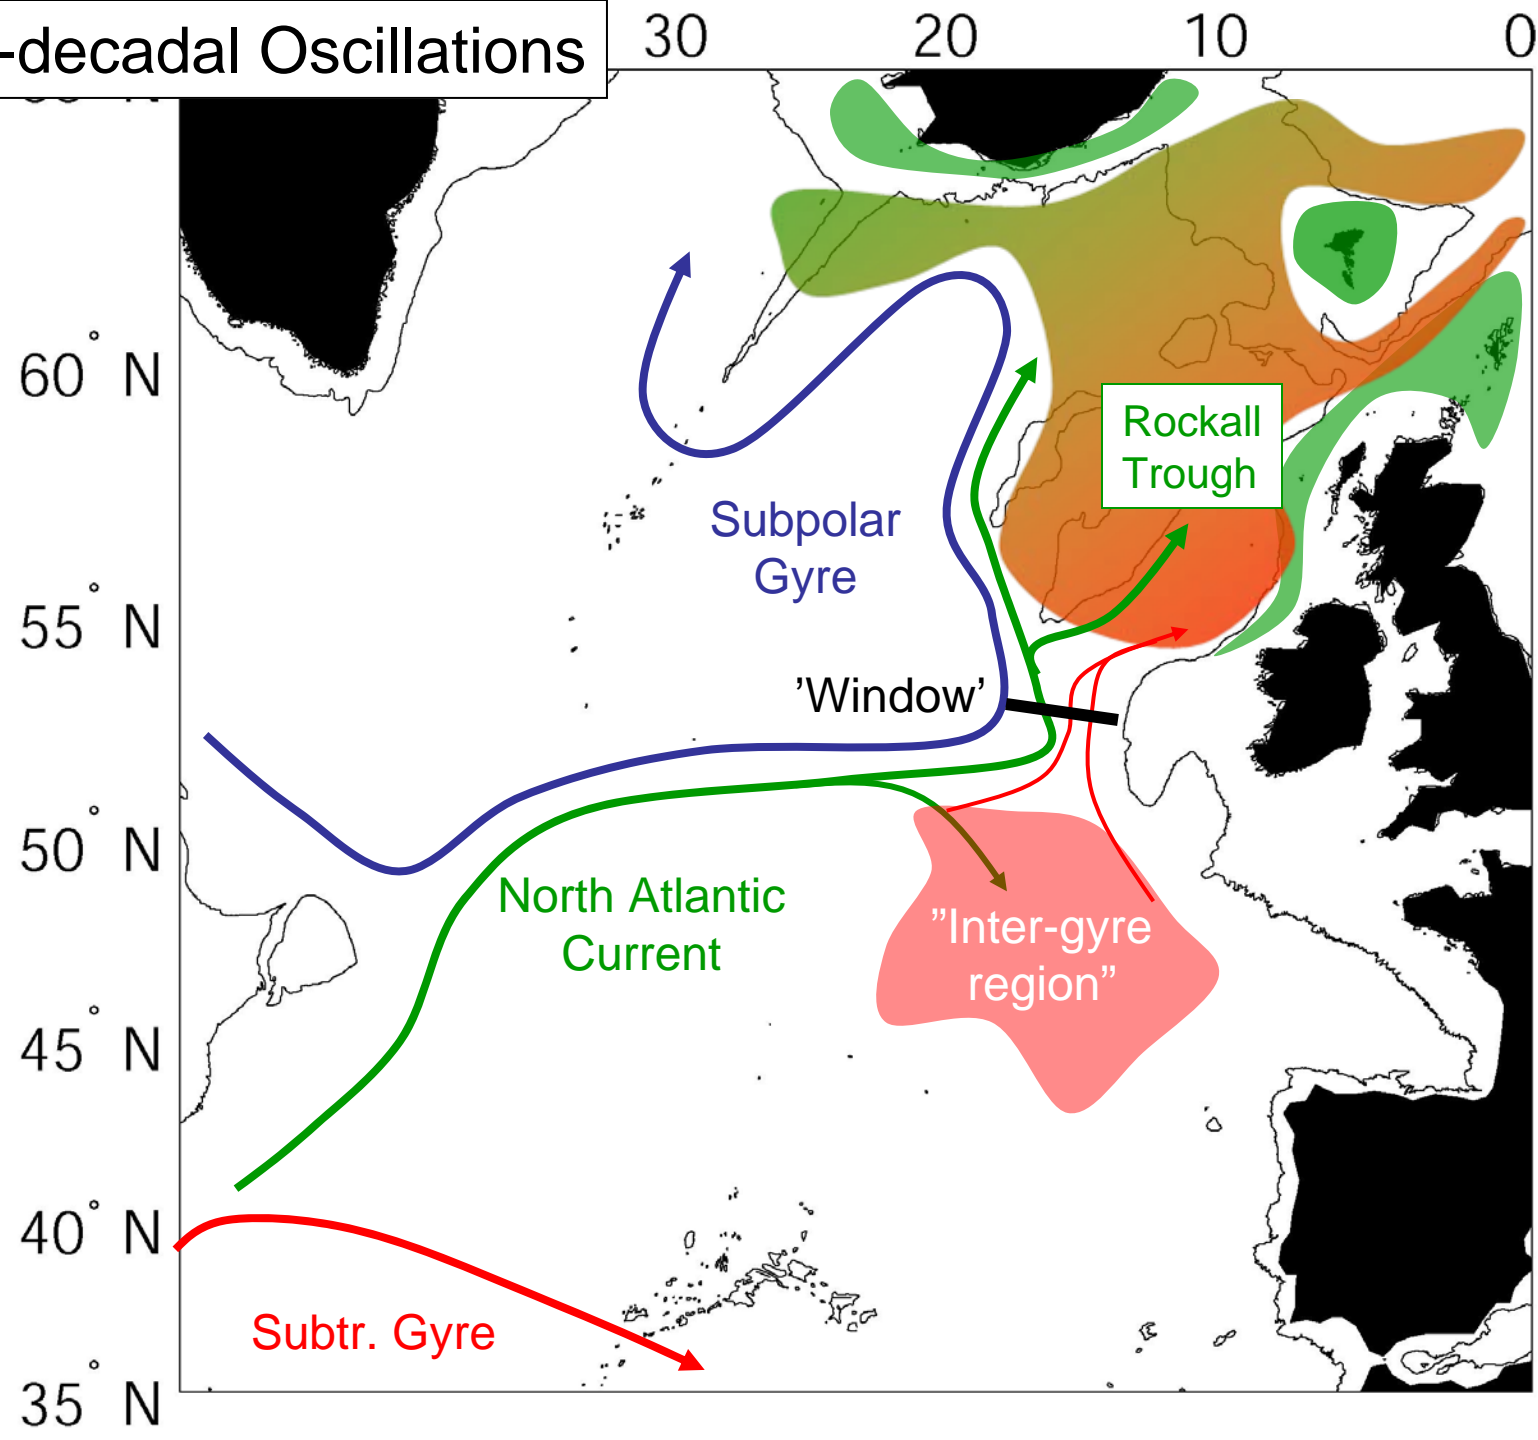 -decadal Oscillations
30 20 10 0
60° N
Rockall
Trough
Subpolar
Gyre
55° N
’Window’
50° N
North Atlantic
Current
”Inter-gyre
region”
45° N
40° N
Subtr. Gyre
35° N